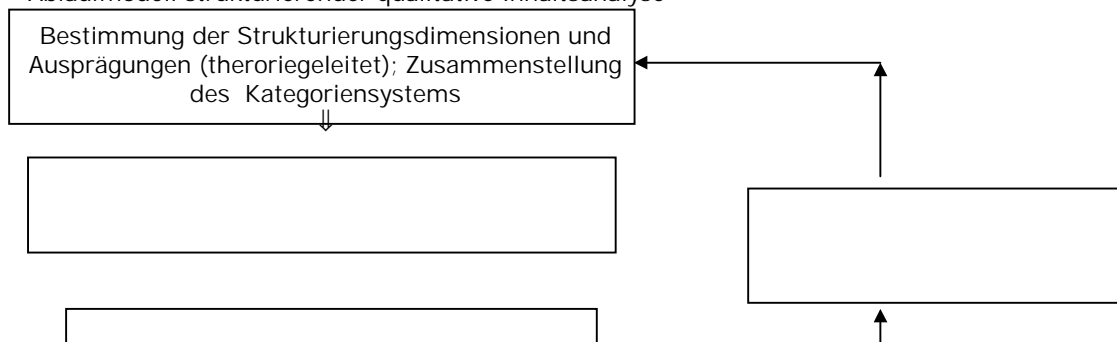 Ablaufmodell strukturierender qualitative Inhaltsanalyse
Bestimmung der Strukturierungsdimensionen und
Ausprägungen (theroriegeleitet); Zusammenstellung
des Kategoriensystems
⇓